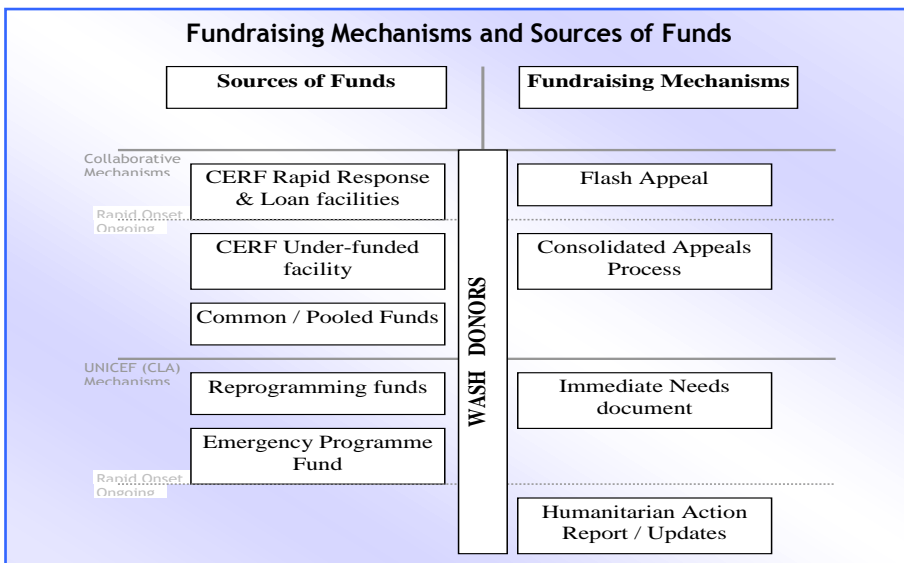 Fundraising Mechanisms and Sources of Funds
Sources of Funds
Fundraising Mechanisms
Collaborative
Mechanisms
CERF Rapid Response
& Loan facilities
Flash Appeal
Rapid Onset
Ongoing
CERF Under-funded
facility
Consolidated Appeals
Process
Common / Pooled Funds
WASH DONORS
UNICEF (CLA)
Mechanisms
Reprogramming funds
Immediate Needs
document
Emergency Programme
Fund
Rapid Onset
Ongoing
Humanitarian Action
Report / Updates